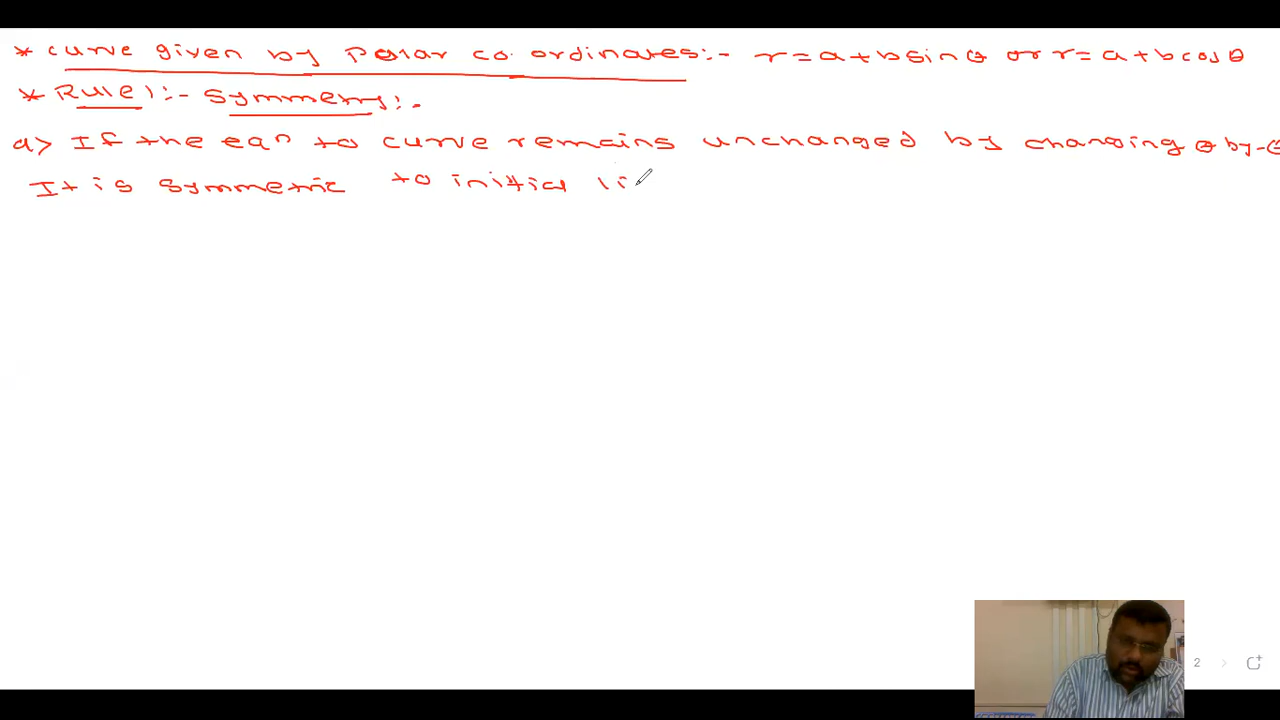 * curve given by Polar co. ordinates:- r=a+bsinθ or r=a+bcosθ
* Rule1:- Symmetry:-
a> If the eqn to curve remains unchanged by changing θ by -θ
It is symmetric to initial li
2